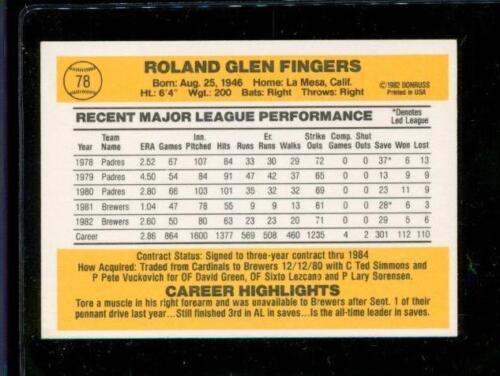 78
ROLAND GLEN FINGERS
Born: Aug. 25, 1946 Home: La Mesa, Calif.
Ht.: 6'4" Wgt.: 200 Bats: Right Throws: Right
©1982 DONRUSS
Printed in USA
RECENT MAJOR LEAGUE PERFORMANCE
*Denotes
Led League
Year Team Name ERA Games Inn. Pitched Hits Runs Er. Runs Walks Strike Outs Comp. Games Shut Outs Save Won Lost
1978 Padres 2.52 67 107 84 33 30 29 72 0 0 37* 6 13
1979 Padres 4.50 54 84 91 47 42 37 65 0 0 13 9 9
1980 Padres 2.80 66 103 101 35 32 32 69 0 0 23 11 9
1981 Brewers 1.04 47 78 55 9 9 13 61 0 0 28* 6 3
1982 Brewers 2.60 50 80 63 23 23 20 71 0 0 29 5 6
Career 2.86 864 1600 1377 569 508 460 1235 4 2 301 112 110
Contract Status: Signed to three-year contract thru 1984
How Acquired: Traded from Cardinals to Brewers 12/12/80 with C Ted Simmons and
P Pete Vuckovich for OF David Green, OF Sixto Lezcano and P Lary Sorensen.
CAREER HIGHLIGHTS
Tore a muscle in his right forearm and was unavailable to Brewers after Sent. 1 of their
pennant drive last year...Still finished 3rd in AL in saves...Is the all-time leader in saves.